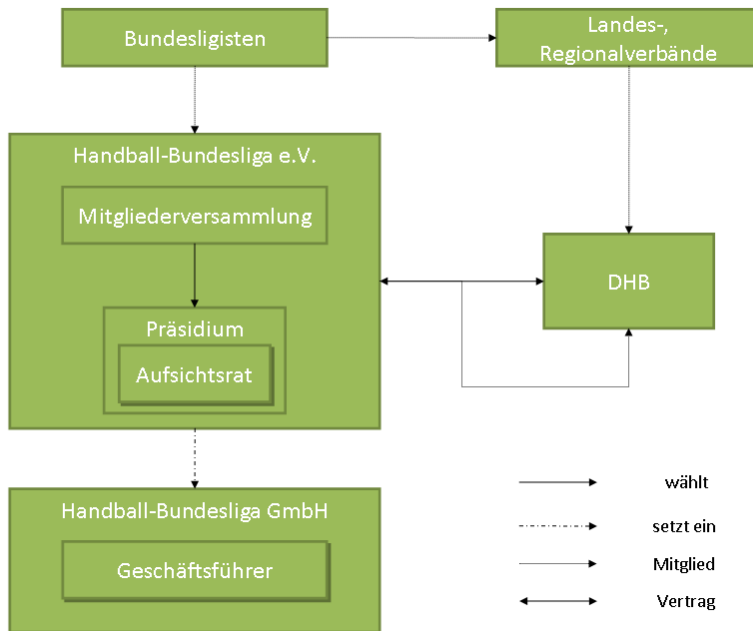 Bundesligisten
Landes-,
Regionalverbände
Handball-Bundesliga e.V.
Mitgliederversammlung
Präsidium
Aufsichtsrat
DHB
Handball-Bundesliga GmbH
Geschäftsführer
wählt
setzt ein
Mitglied
Vertrag